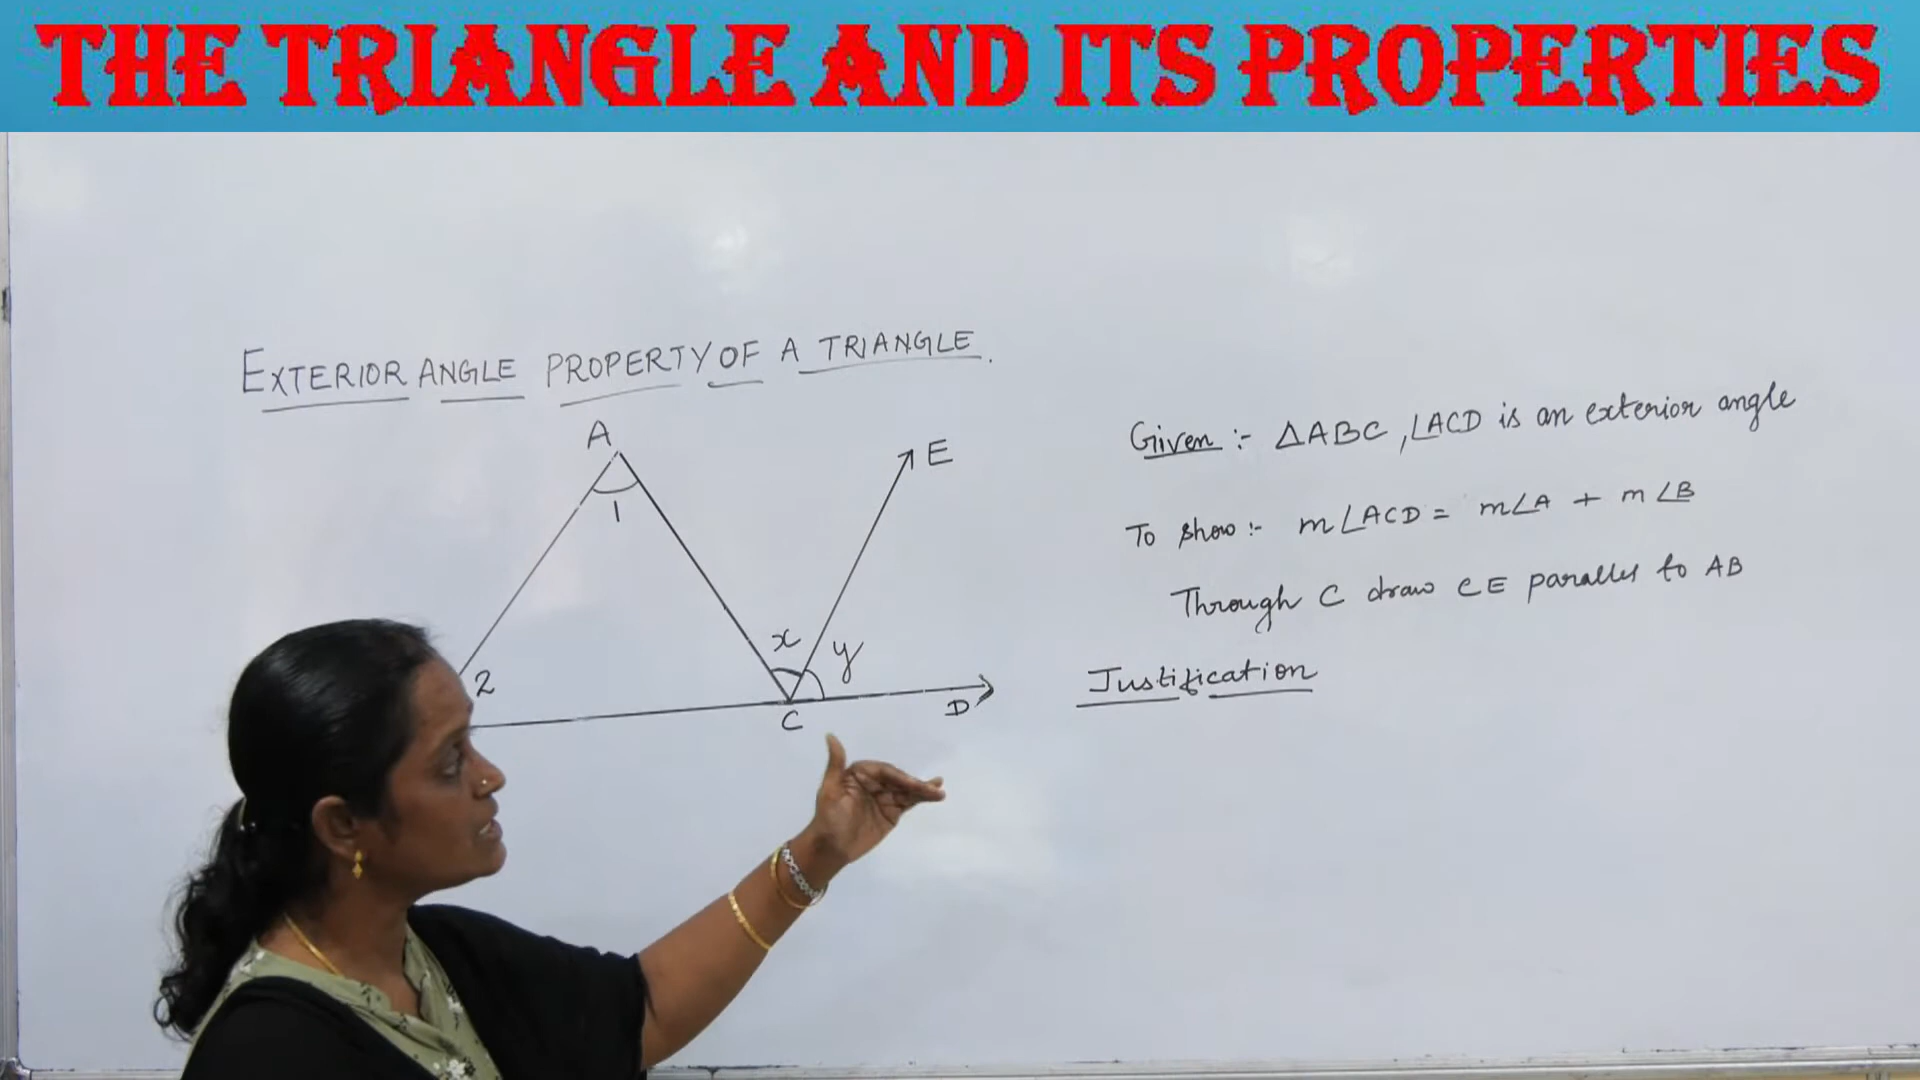 THE TRIANGLE AND ITS PROPERTIES
EXTERIOR ANGLE PROPERTY OF A TRIANGLE.
A
E
1
x
y
2
C
D
Given :- △ABC, ∠ACD is an exterior angle
To show :- m∠ACD = m∠A + m∠B
Through C draw CE parallel to AB
Justification